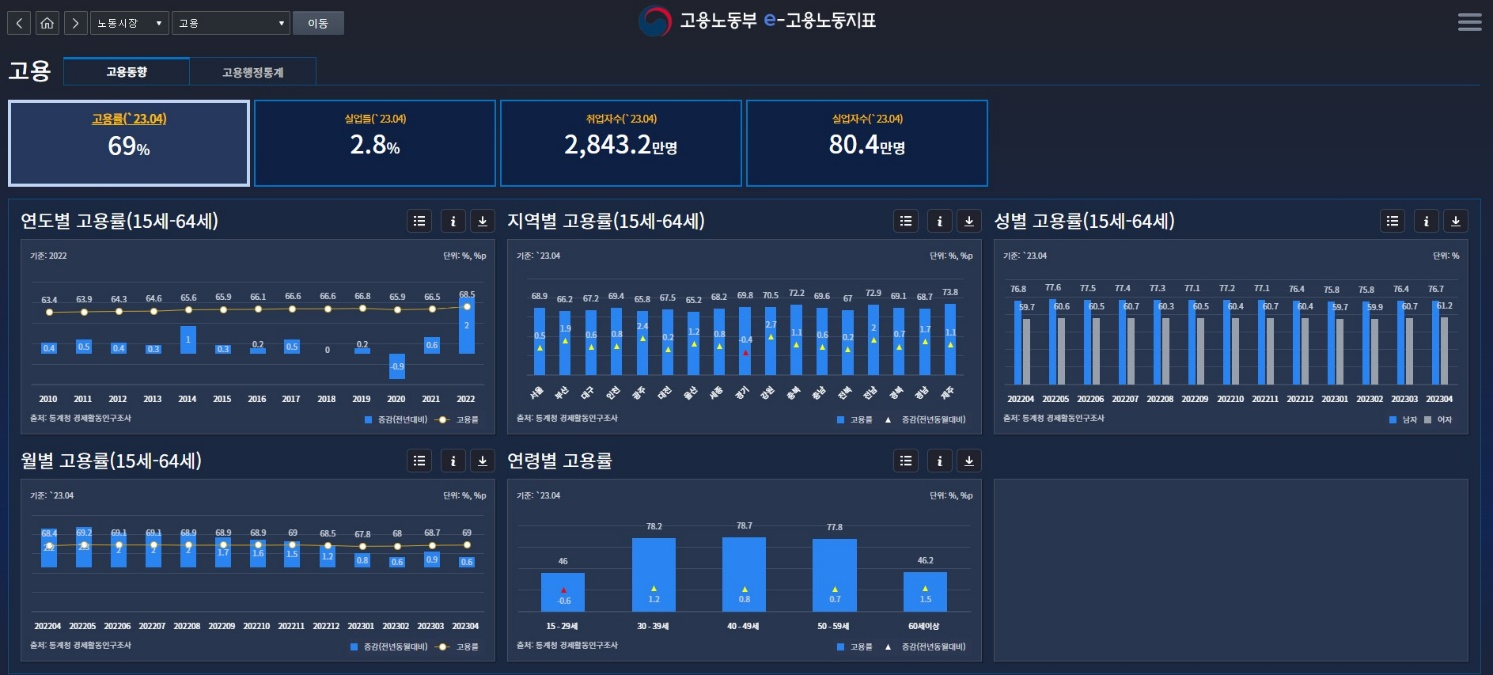 노동시장 고용 이동
고용노동부 e-고용노동지표
고용 고용동향 고용행정통계
고용률(`23.04) 실업률(`23.04) 취업자수(`23.04) 실업자수(`23.04)
69% 2.8% 2,843.2만명 80.4만명
연도별 고용률(15세-64세)
기준: 2022 단위: %, %p
63.4 63.9 64.3 64.6 65.6 65.9 66.1 66.6 66.6 66.8 65.9 66.5 68.5
0.4 0.5 0.4 0.3 1 0.3 0.2 0.5 0 0.2 -0.9 0.6 2
2010 2011 2012 2013 2014 2015 2016 2017 2018 2019 2020 2021 2022
출처: 통계청 경제활동인구조사 증감(전년대비) 고용률
지역별 고용률(15세-64세)
기준: `23.04 단위: %, %p
68.9 66.2 67.2 69.4 65.8 67.5 65.2 68.2 69.8 70.5 72.2 69.6 67 72.9 69.1 68.7 73.8
0.5 1.9 0.6 0.8 2.4 0.2 1.2 0.8 -0.4 2.7 1.1 0.6 0.2 2 0.7 1.7 1.1
서울 부산 대구 인천 광주 대전 울산 세종 경기 강원 충북 충남 전북 전남 경북 경남 제주
출처: 통계청 경제활동인구조사 고용률 증감(전년동월대비)
성별 고용률(15세-64세)
기준: `23.04 단위: %
76.8 77.6 77.5 77.4 77.3 77.1 77.2 77.1 76.4 75.8 75.8 76.4 76.7
59.7 60.6 60.5 60.7 60.3 60.5 60.4 60.7 60.4 59.7 59.9 60.7 61.2
202204 202205 202206 202207 202208 202209 202210 202211 202212 202301 202302 202303 202304
출처: 통계청 경제활동인구조사 남자 여자
월별 고용률(15세-64세)
기준: `23.04 단위: %, %p
68.4 69.2 69.1 69.1 68.9 68.9 68.9 69 68.5 67.8 68 68.7 69
2 2 2 1.7 1.6 1.5 1.2 0.8 0.6 0.9 0.6
202204 202205 202206 202207 202208 202209 202210 202211 202212 202301 202302 202303 202304
출처: 통계청 경제활동인구조사 증감(전년동월대비) 고용률
연령별 고용률
기준: `23.04 단위: %, %p
46 78.2 78.7 77.8 46.2
-0.6 1.2 0.8 0.7 1.5
15 - 29세 30 - 39세 40 - 49세 50 - 59세 60세이상
출처: 통계청 경제활동인구조사 고용률 증감(전년동월대비)